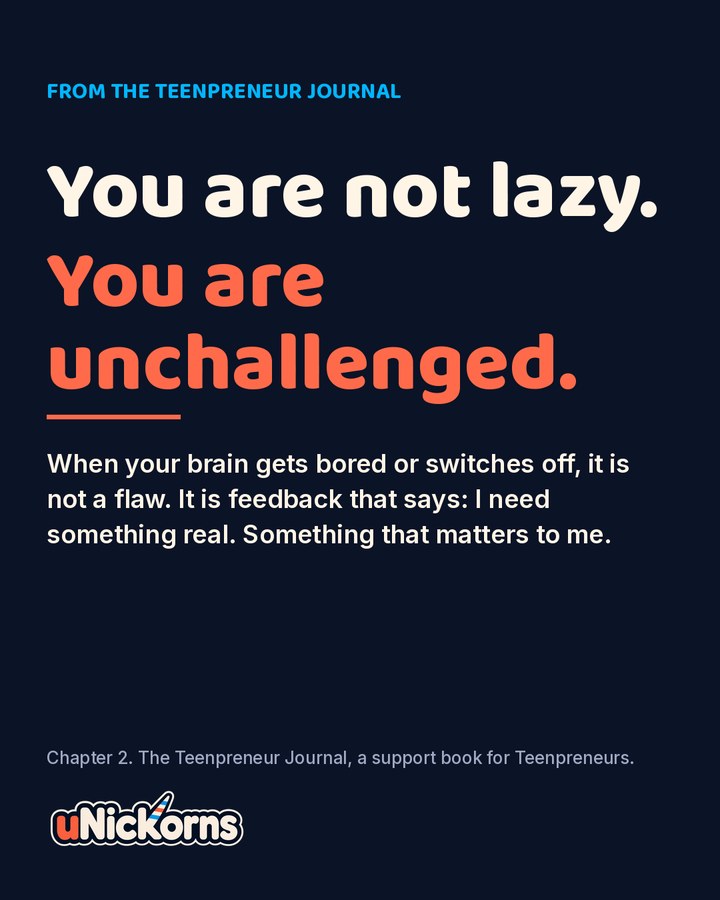 FROM THE TEENPRENEUR JOURNAL
You are not lazy.
You are
unchallenged.
When your brain gets bored or switches off, it is
not a flaw. It is feedback that says: I need
something real. Something that matters to me.
Chapter 2. The Teenpreneur Journal, a support book for Teenpreneurs.
uNickorns